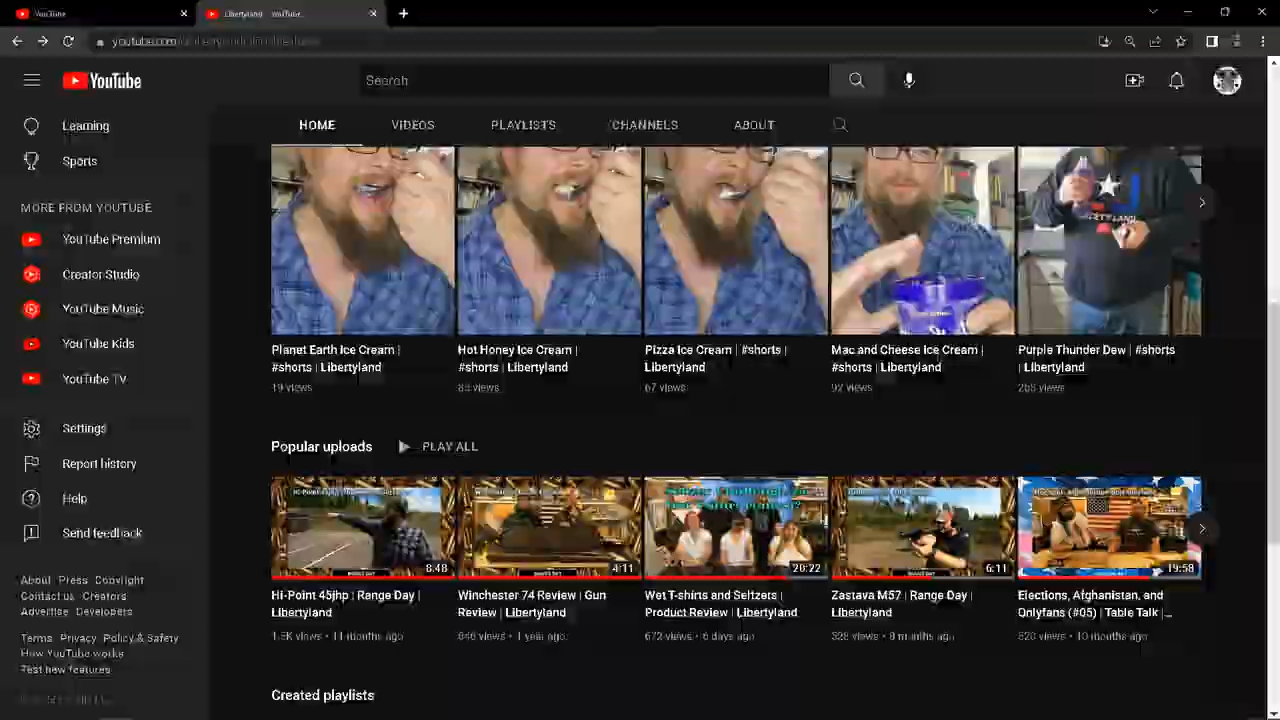 YouTube
Libertyland
youtube.com
YouTube
Search
HOME VIDEOS PLAYLISTS CHANNELS ABOUT
Learning
Sports
MORE FROM YOUTUBE
YouTube Premium
Creator Studio
YouTube Music
YouTube Kids
YouTube TV
Settings
Report history
Help
Send feedback
About Press Copyright
Contact us Creators
Advertise Developers
Terms Privacy Policy & Safety
How YouTube works
Test new features
Planet Earth Ice Cream |
#shorts | Libertyland
19 views
Hot Honey Ice Cream |
#shorts | Libertyland
views
Pizza Ice Cream | #shorts |
Libertyland
67 views
Mac and Cheese Ice Cream |
#shorts | Libertyland
92 views
Purple Thunder Dew | #shorts
| Libertyland
views
Popular uploads PLAY ALL
8:48
4:11
20:22
6:11
19:58
Hi-Point 45jhp | Range Day |
Libertyland
1.5K views • 11 months ago
Winchester 74 Review | Gun
Review | Libertyland
views • 1 year ago
Wet T-shirts and Seltzers |
Product Review | Libertyland
672 views • 6 days ago
Zastava M57 | Range Day |
Libertyland
views • months ago
Elections, Afghanistan, and
Onlyfans (#05) | Table Talk |...
views • 10 months ago
Created playlists